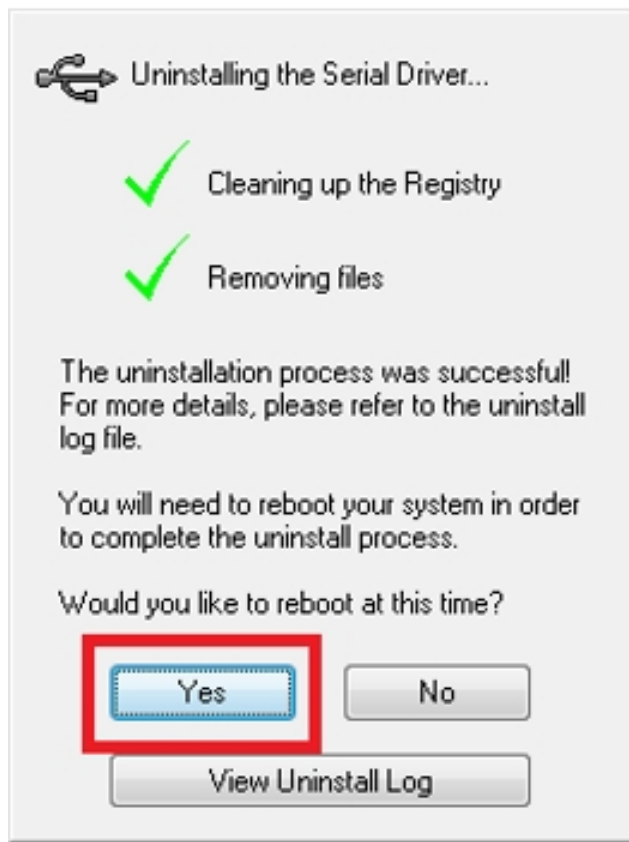 Uninstalling the Serial Driver...
Cleaning up the Registry
Removing files
The uninstallation process was successful!
For more details, please refer to the uninstall
log file.
You will need to reboot your system in order
to complete the uninstall process.
Would you like to reboot at this time?
Yes No
View Uninstall Log